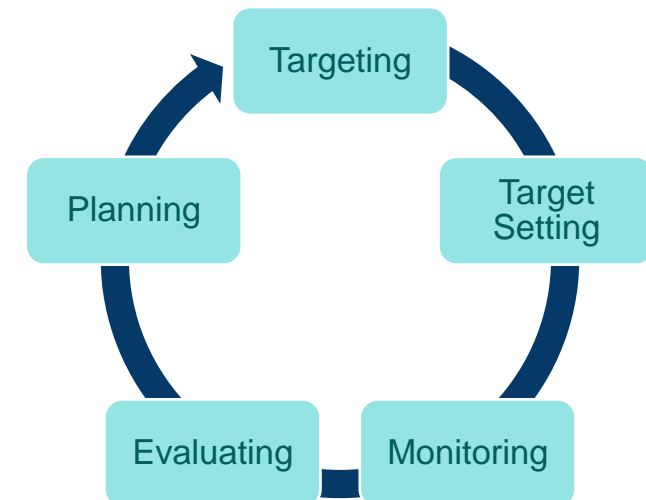 Targeting
Target
Setting
Monitoring
Evaluating
Planning